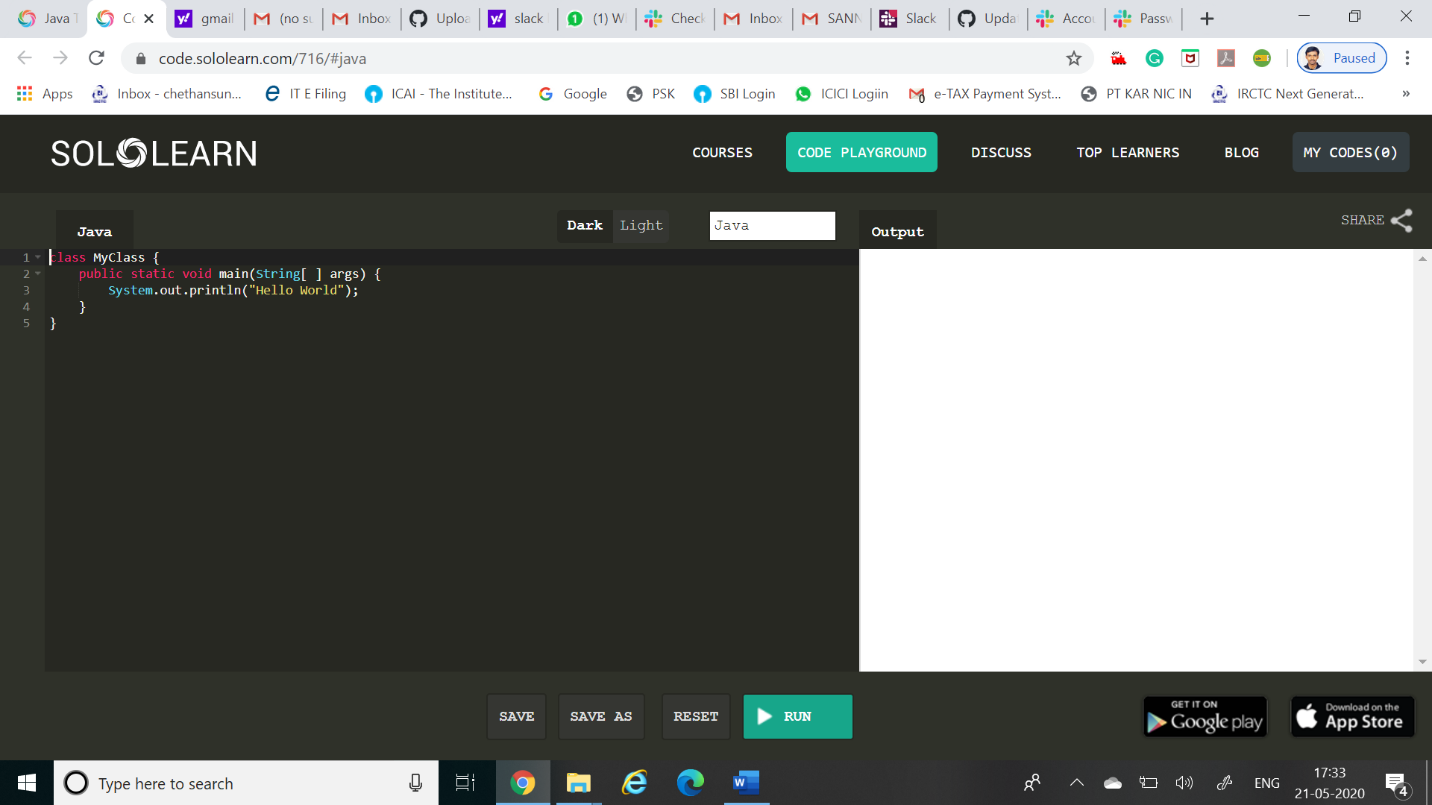 Java
Co
gmail
(no su
Inbox
Uploa
slack
(1) W
Check
Inbox
SANN
Slack
Upda
Accou
Passw
code.sololearn.com/716/#java
Paused
Apps
Inbox - chethansun...
IT E Filing
ICAI - The Institute...
Google
PSK
SBI Login
ICICI Logiin
e-TAX Payment Syst...
PT KAR NIC IN
IRCTC Next Generat...
»
SOLOLEARN
COURSES
CODE PLAYGROUND
DISCUSS
TOP LEARNERS
BLOG
MY CODES(0)
Java
Dark
Light
Java
Output
SHARE
1 class MyClass {
2 public static void main(String[ ] args) {
3 System.out.println("Hello World");
4 }
5 }
SAVE
SAVE AS
RESET
RUN
GET IT ON
Google play
Download on the
App Store
Type here to search
ENG
17:33
21-05-2020
4